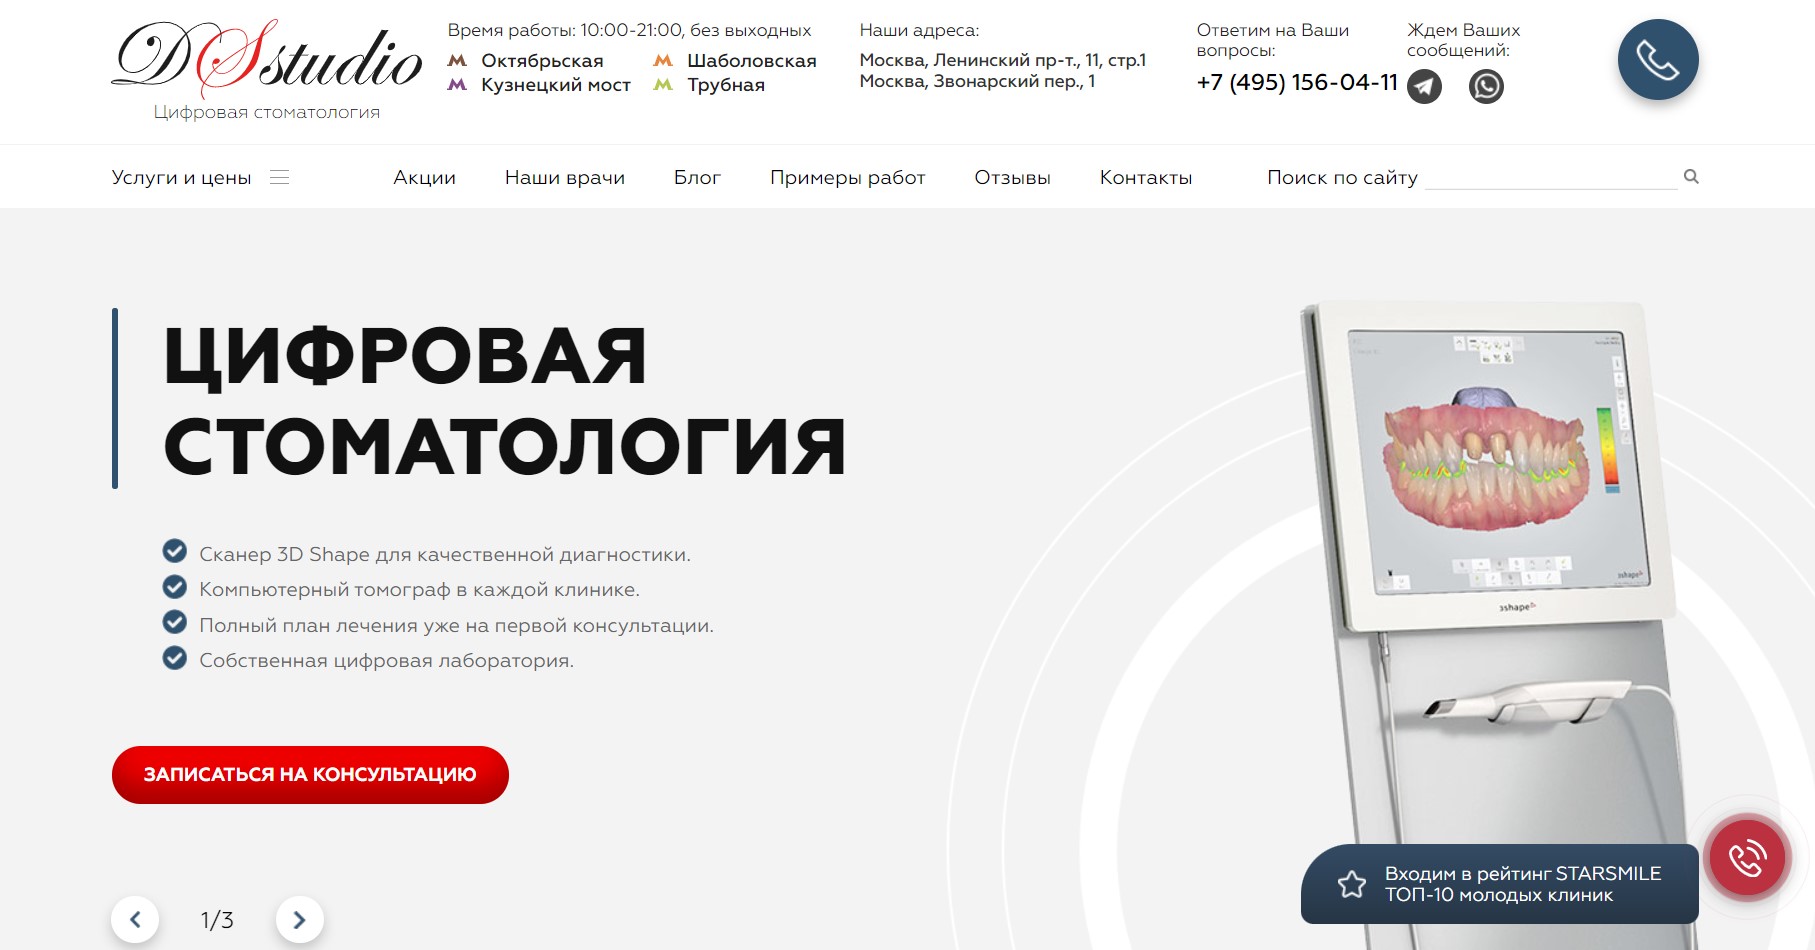 DSstudio
Цифровая стоматология
Время работы: 10:00-21:00, без выходных
Октябрьская
Шаболовская
Кузнецкий мост
Трубная
Наши адреса:
Москва, Ленинский пр-т., 11, стр.1
Москва, Звонарский пер., 1
Ответим на Ваши
вопросы:
+7 (495) 156-04-11
Ждем Ваших
сообщений:
Услуги и цены
Акции
Наши врачи
Блог
Примеры работ
Отзывы
Контакты
Поиск по сайту
ЦИФРОВАЯ
СТОМАТОЛОГИЯ
Сканер 3D Shape для качественной диагностики.
Компьютерный томограф в каждой клинике.
Полный план лечения уже на первой консультации.
Собственная цифровая лаборатория.
ЗАПИСАТЬСЯ НА КОНСУЛЬТАЦИЮ
1/3
3shape
3shape
Входим в рейтинг STARSMILE
ТОП-10 молодых клиник